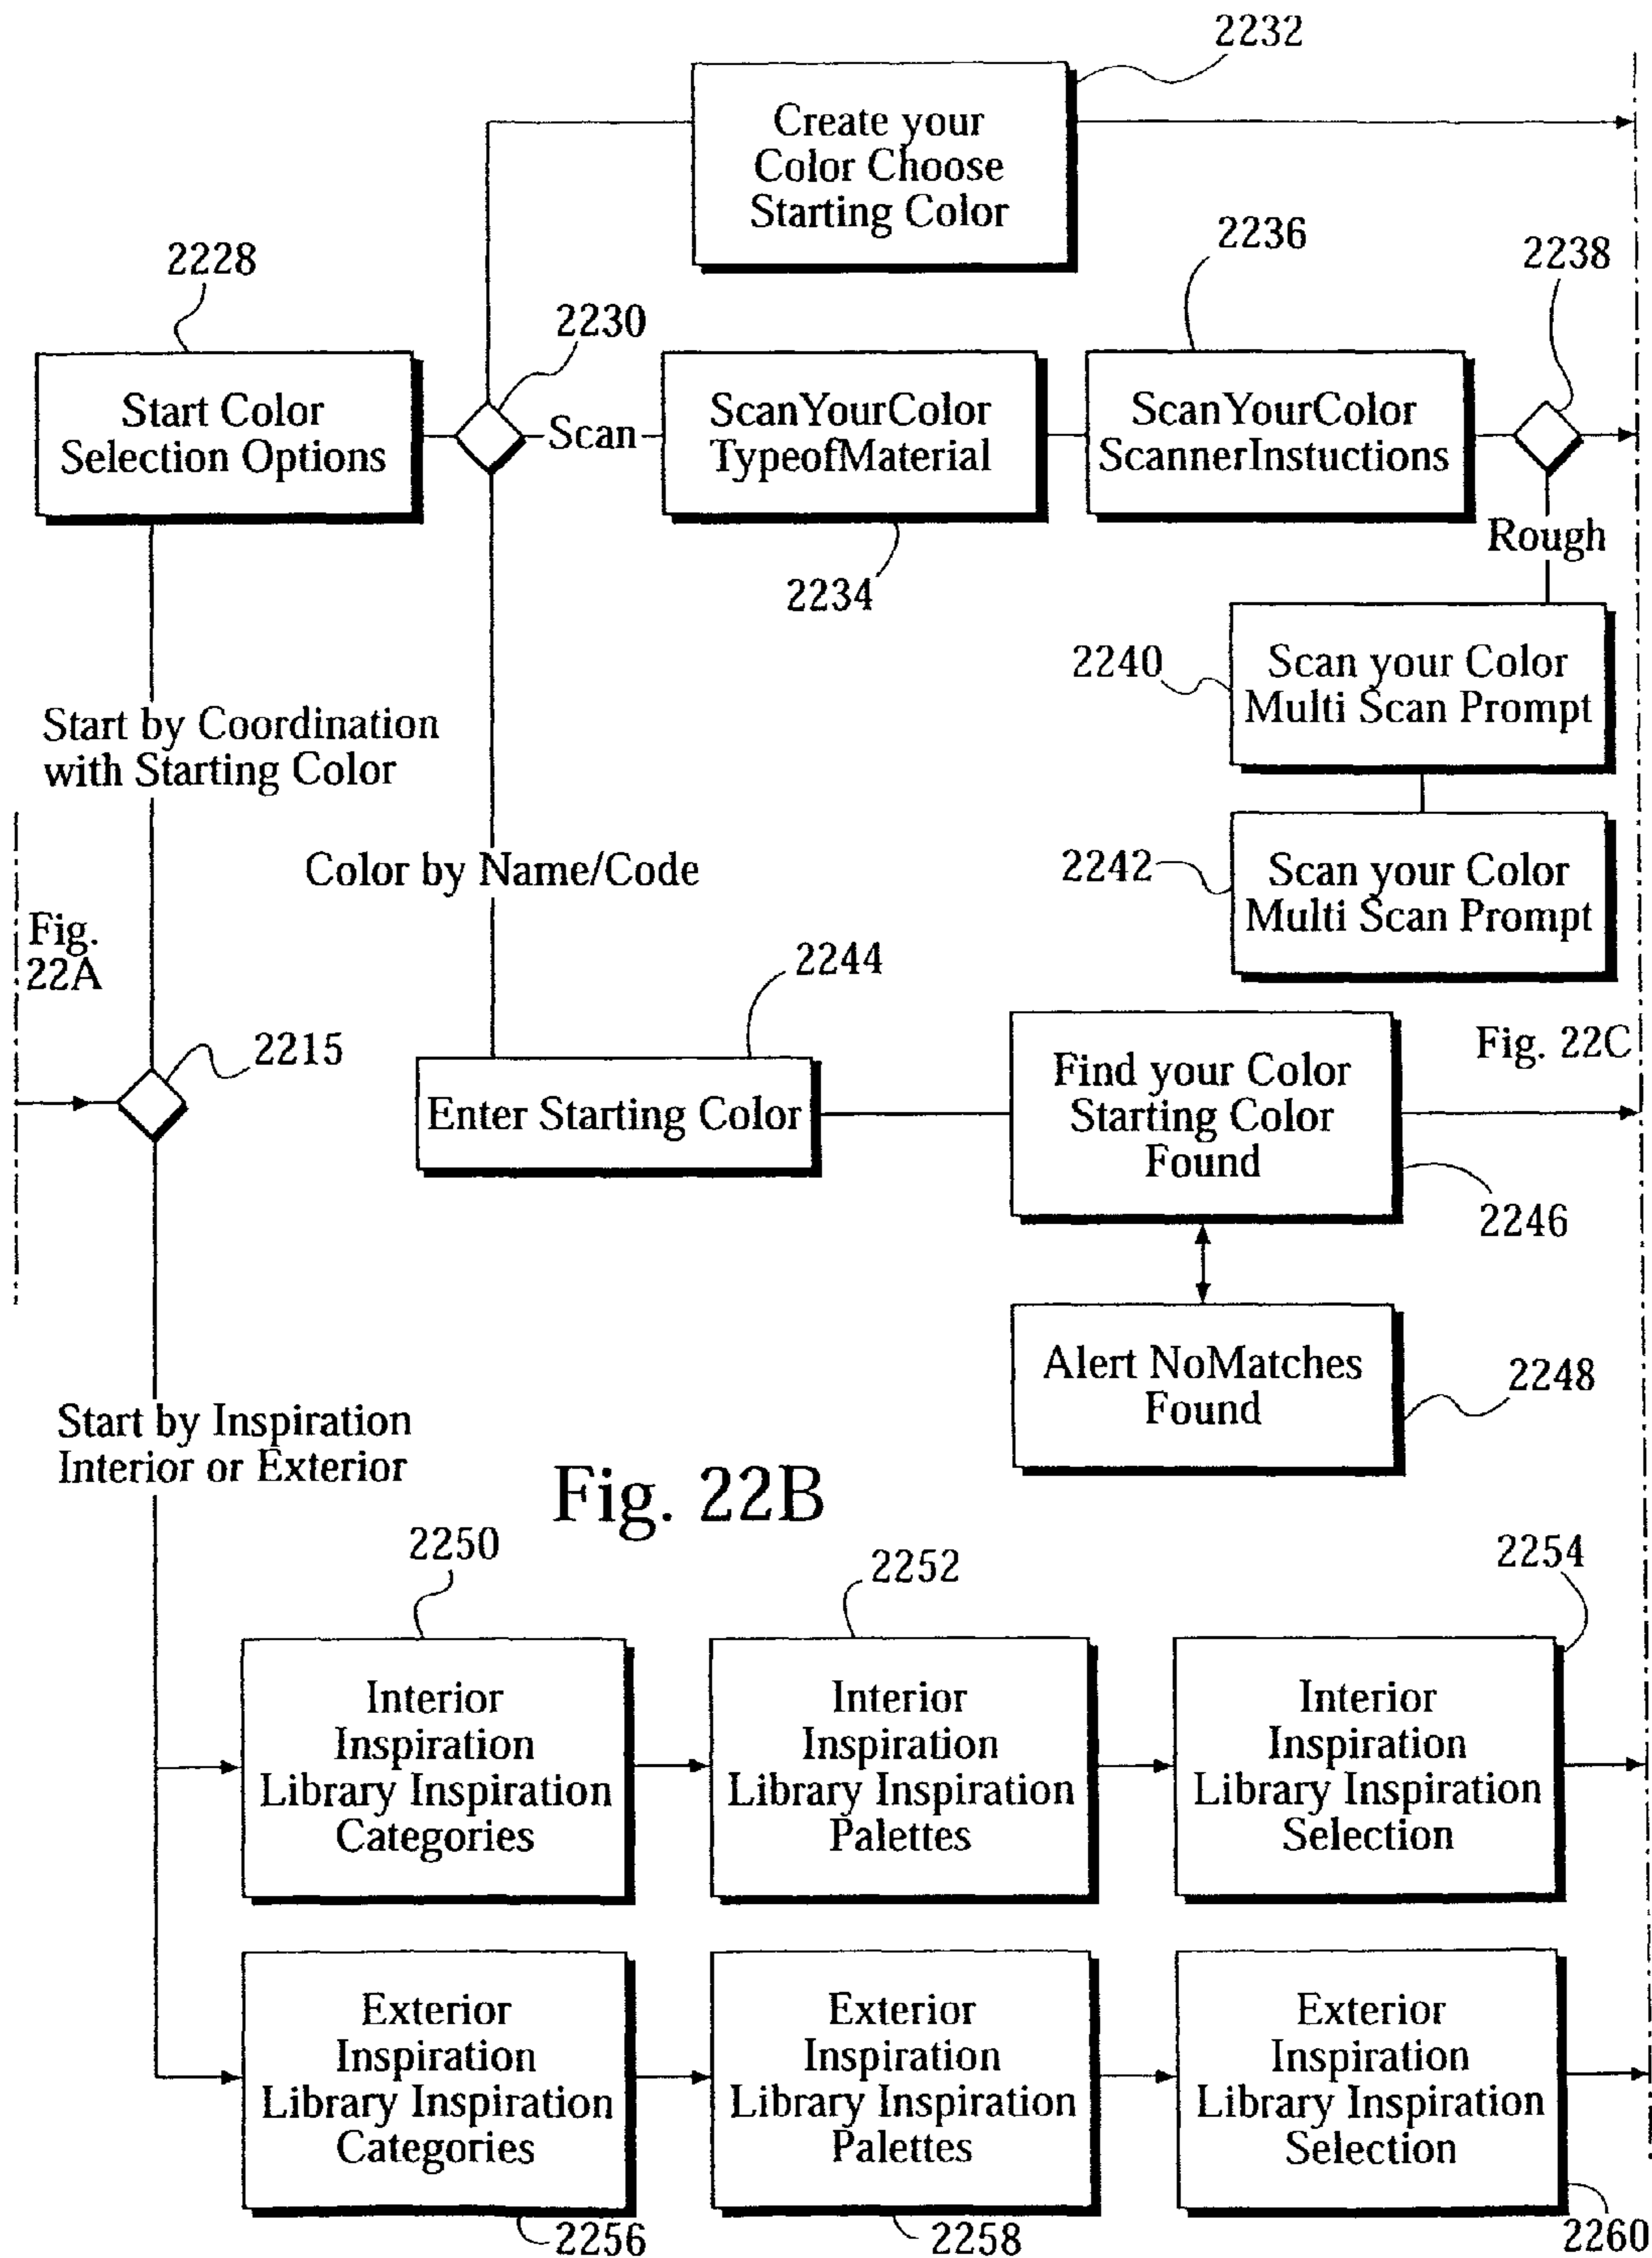 2232
Create your
Color Choose
Starting Color
2228
2230
2236
2238
Start Color
Selection Options
Scan
ScanYourColor
TypeofMaterial
ScanYourColor
ScannerInstuctions
Rough
2234
2240
Scan your Color
Multi Scan Prompt
Start by Coordination
with Starting Color
2242
Scan your Color
Multi Scan Prompt
Color by Name/Code
Fig.
22A
2244
2215
Enter Starting Color
Find your Color
Starting Color
Found
Fig. 22C
2246
Alert NoMatches
Found
2248
Start by Inspiration
Interior or Exterior
Fig. 22B
2250
2252
2254
Interior
Inspiration
Library Inspiration
Categories
Interior
Inspiration
Library Inspiration
Palettes
Interior
Inspiration
Library Inspiration
Selection
Exterior
Inspiration
Library Inspiration
Categories
Exterior
Inspiration
Library Inspiration
Palettes
Exterior
Inspiration
Library Inspiration
Selection
2256
2258
2260